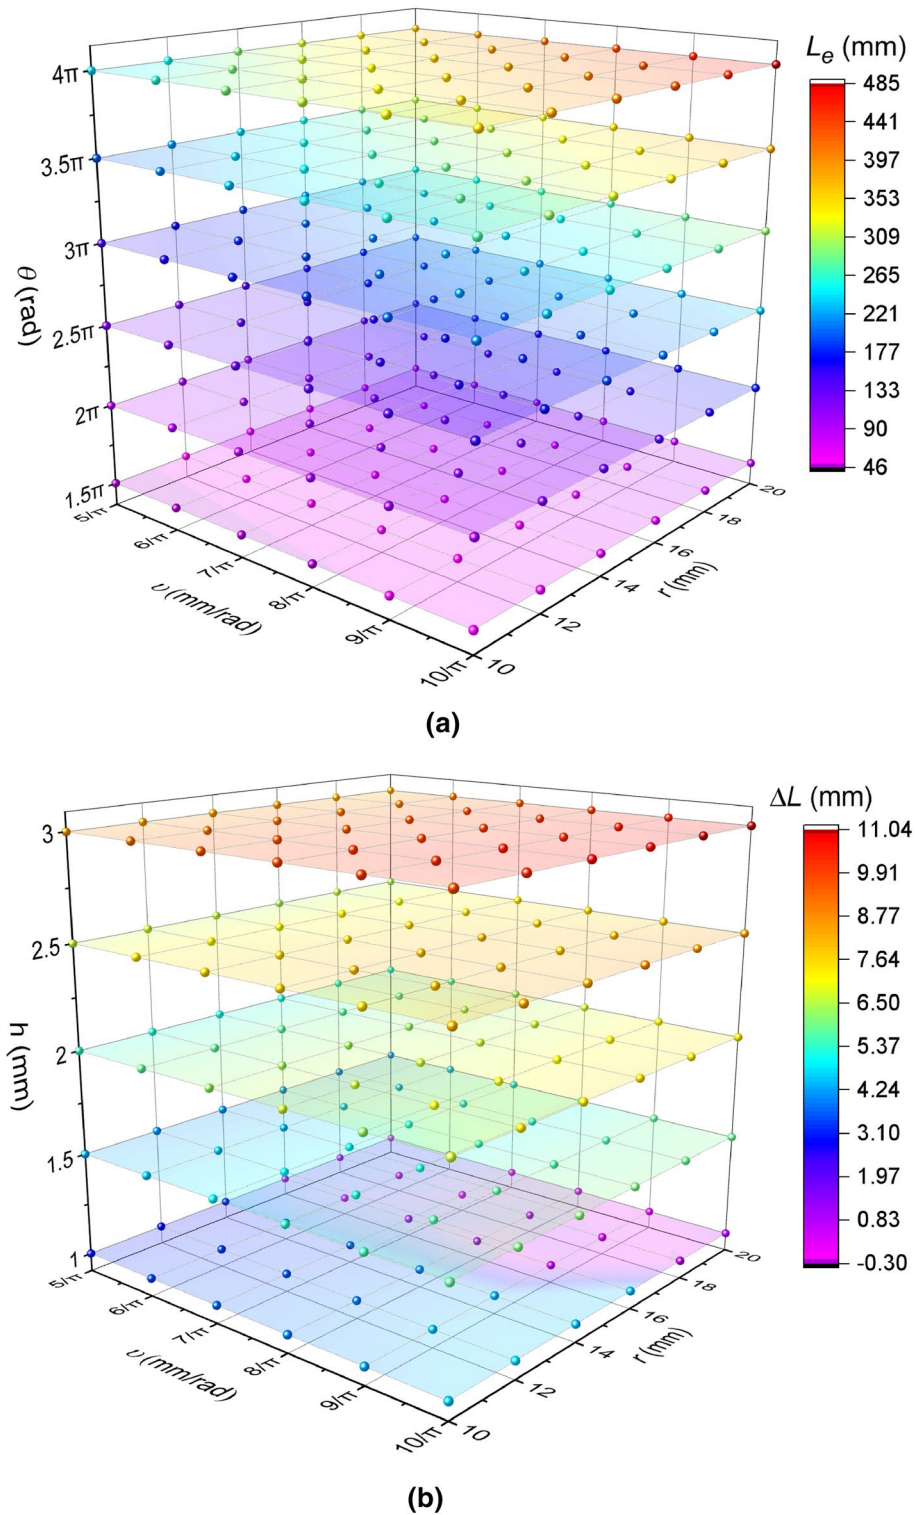 Lₑ (mm)
485
441
397
353
309
265
221
177
133
90
46
4π
3.5π
3π
2.5π
2π
1.5π
θ (rad)
5/π
6/π
7/π
8/π
9/π
10/π
υ (mm/rad)
10
12
14
16
18
20
r (mm)
(a)
ΔL (mm)
11.04
9.91
8.77
7.64
6.50
5.37
4.24
3.10
1.97
0.83
-0.30
3
2.5
2
1.5
1
h (mm)
5/π
6/π
7/π
8/π
9/π
10/π
υ (mm/rad)
10
12
14
16
18
20
r (mm)
(b)